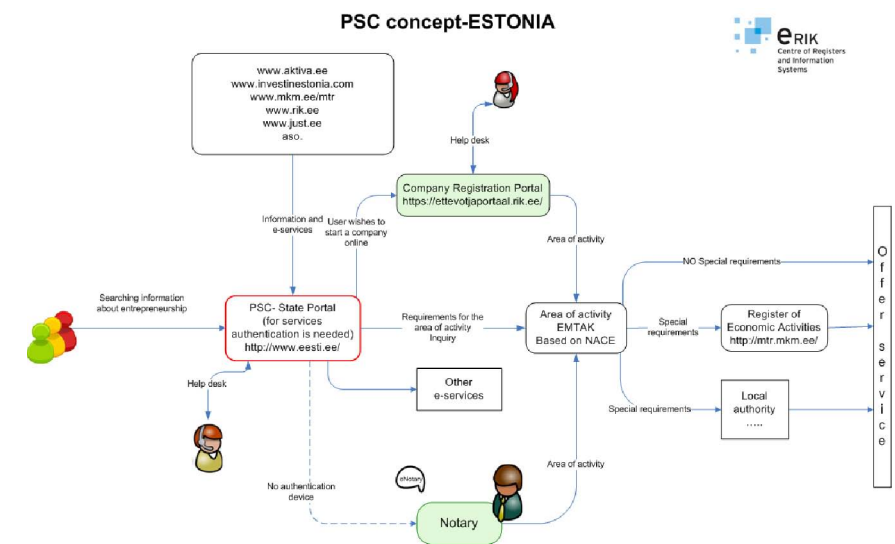 PSC concept-ESTONIA
eRIK
Centre of Registers
and Information
Systems
www.aktiva.ee
www.investinestonia.com
www.mkm.ee/mtr
www.rik.ee
www.just.ee
aso.
Help desk
Company Registration Portal
https://ettevotjaportaal.rik.ee/
Information and
e-services
User wishes to
start a company
online
Area of activity
NO Special requirements
Searching information
about entrepreneurship
PSC- State Portal
(for services
authentication is needed)
http://www.eesti.ee/
Requirements for the
area of activity
Inquiry
Area of activity
EMTAK
Based on NACE
Special
requirements
Register of
Economic Activities
http://mtr.mkm.ee/
Offer service
Help desk
Other
e-services
Special requirements
Local
authority
.....
Area of activity
No authentication
device
eNotary
Notary